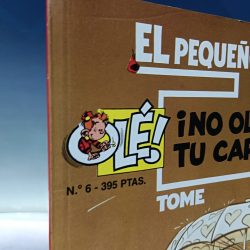 EL PEQUEÑ
OLÉ!
¡NO OL
TU CAR
N.º 6 - 395 PTAS.
TOME